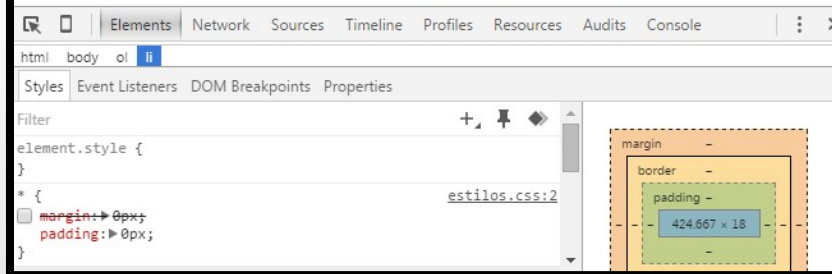 Elements Network Sources Timeline Profiles Resources Audits Console
html body ol li
Styles Event Listeners DOM Breakpoints Properties
Filter
element.style {
}
* { estilos.css:2
margin: 0px;
padding: 0px;
}
margin -
border -
padding -
- - - 424.667 × 18 - - -
-